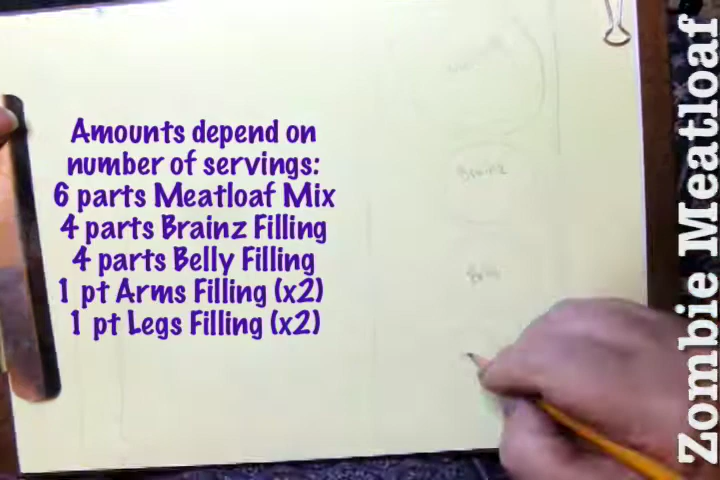 Amounts depend on
number of servings:
6 parts Meatloaf Mix
4 parts Brainz Filling
4 parts Belly Filling
1 pt Arms Filling (x2)
1 pt Legs Filling (x2)
Brainz
Zombie Meatloaf